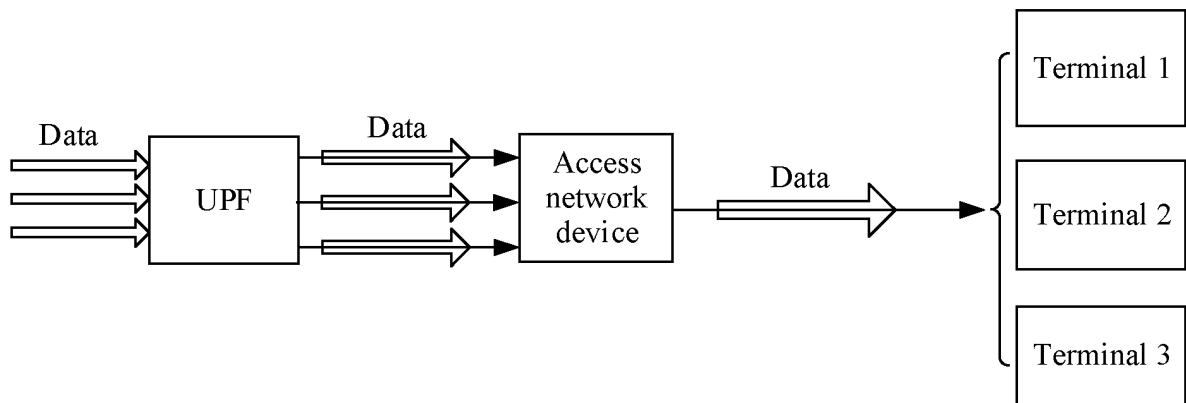 Data
UPF
Data
Access
network
device
Data
Terminal 1
Terminal 2
Terminal 3